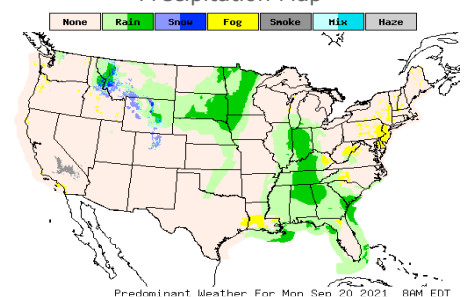 Precipitation Map
None Rain Snow Fog Smoke Mix Haze
Predominant Weather For Mon Sep 20 2021 8AM EDT